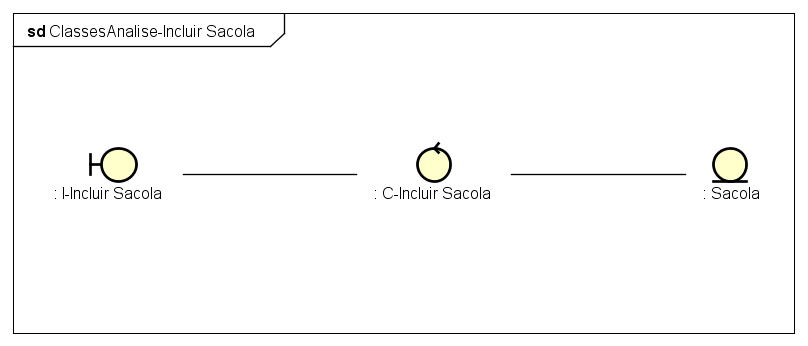 sd ClassesAnalise-Incluir Sacola
: I-Incluir Sacola
: C-Incluir Sacola
: Sacola